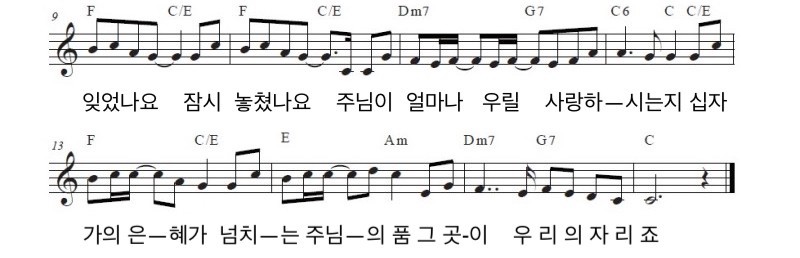 9 F C/E F C/E Dm7 G7 C6 C C/E
잊었나요 잠시 놓쳤나요 주님이 얼마나 우릴 사랑하—시는지 십자
13 F C/E E Am Dm7 G7 C
가의 은—혜가 넘치—는 주님—의 품 그 곳-이 우 리 의 자 리 죠